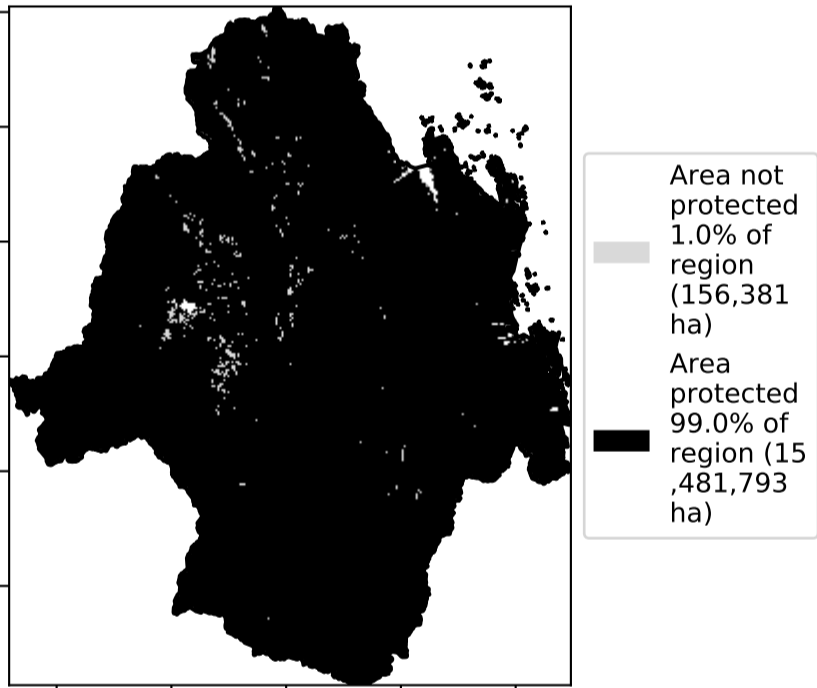 Area not
protected
1.0% of
region
(156,381
ha)
Area
protected
99.0% of
region (15
,481,793
ha)